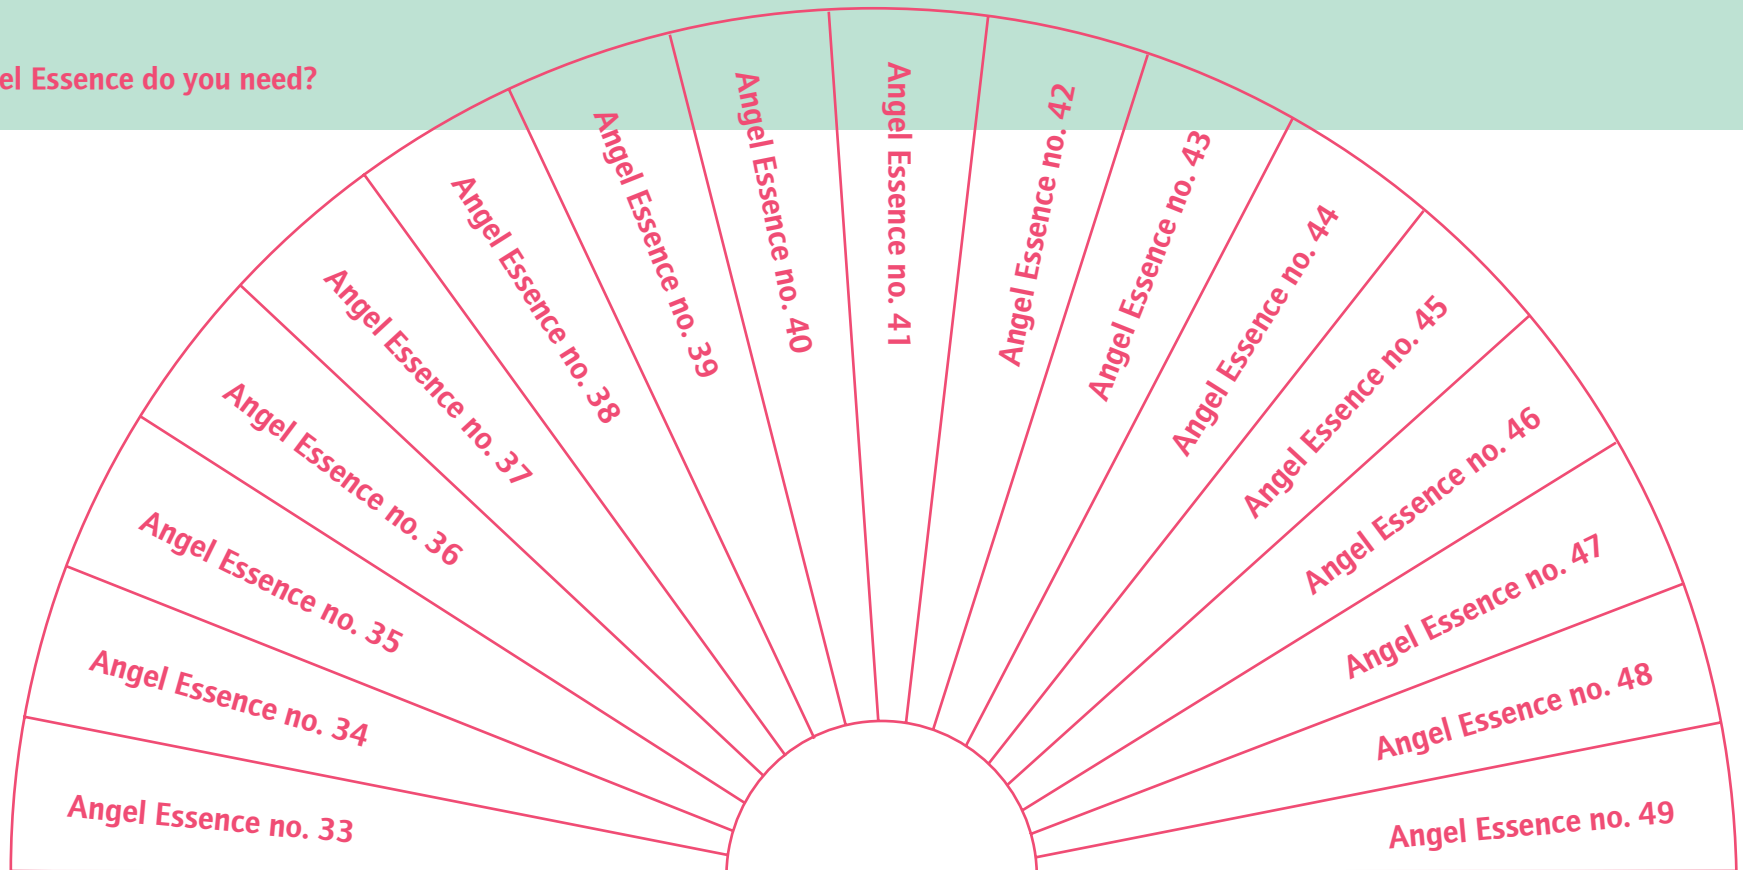 el Essence do you need?
Angel Essence no. 33
Angel Essence no. 34
Angel Essence no. 35
Angel Essence no. 36
Angel Essence no. 37
Angel Essence no. 38
Angel Essence no. 39
Angel Essence no. 40
Angel Essence no. 41
Angel Essence no. 42
Angel Essence no. 43
Angel Essence no. 44
Angel Essence no. 45
Angel Essence no. 46
Angel Essence no. 47
Angel Essence no. 48
Angel Essence no. 49